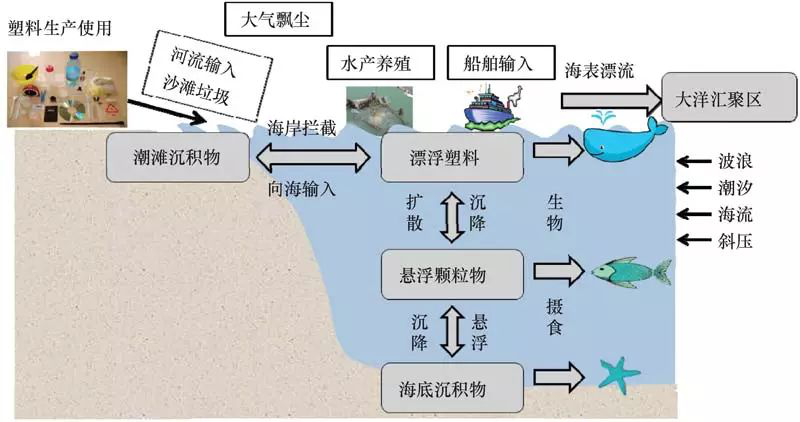 塑料生产使用
大气飘尘
河流输入
沙滩垃圾
水产养殖
船舶输入
海表漂流
大洋汇聚区
潮滩沉积物
海岸拦截
向海输入
漂浮塑料
扩散
沉降
生物
摄食
波浪
潮汐
海流
斜压
悬浮颗粒物
沉降
悬浮
海底沉积物